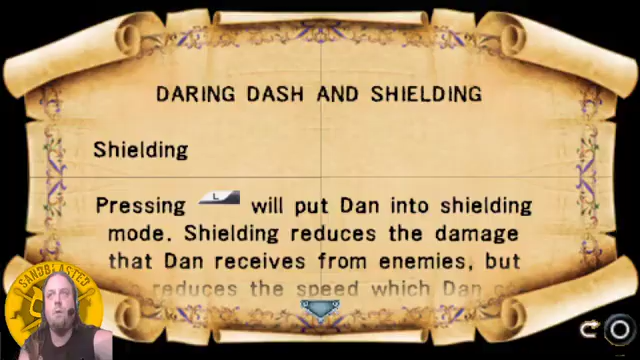 DARING DASH AND SHIELDING
Shielding
Pressing L will put Dan into shielding
mode. Shielding reduces the damage
that Dan receives from enemies, but
reduces the speed which Dan
SANDBLASTED